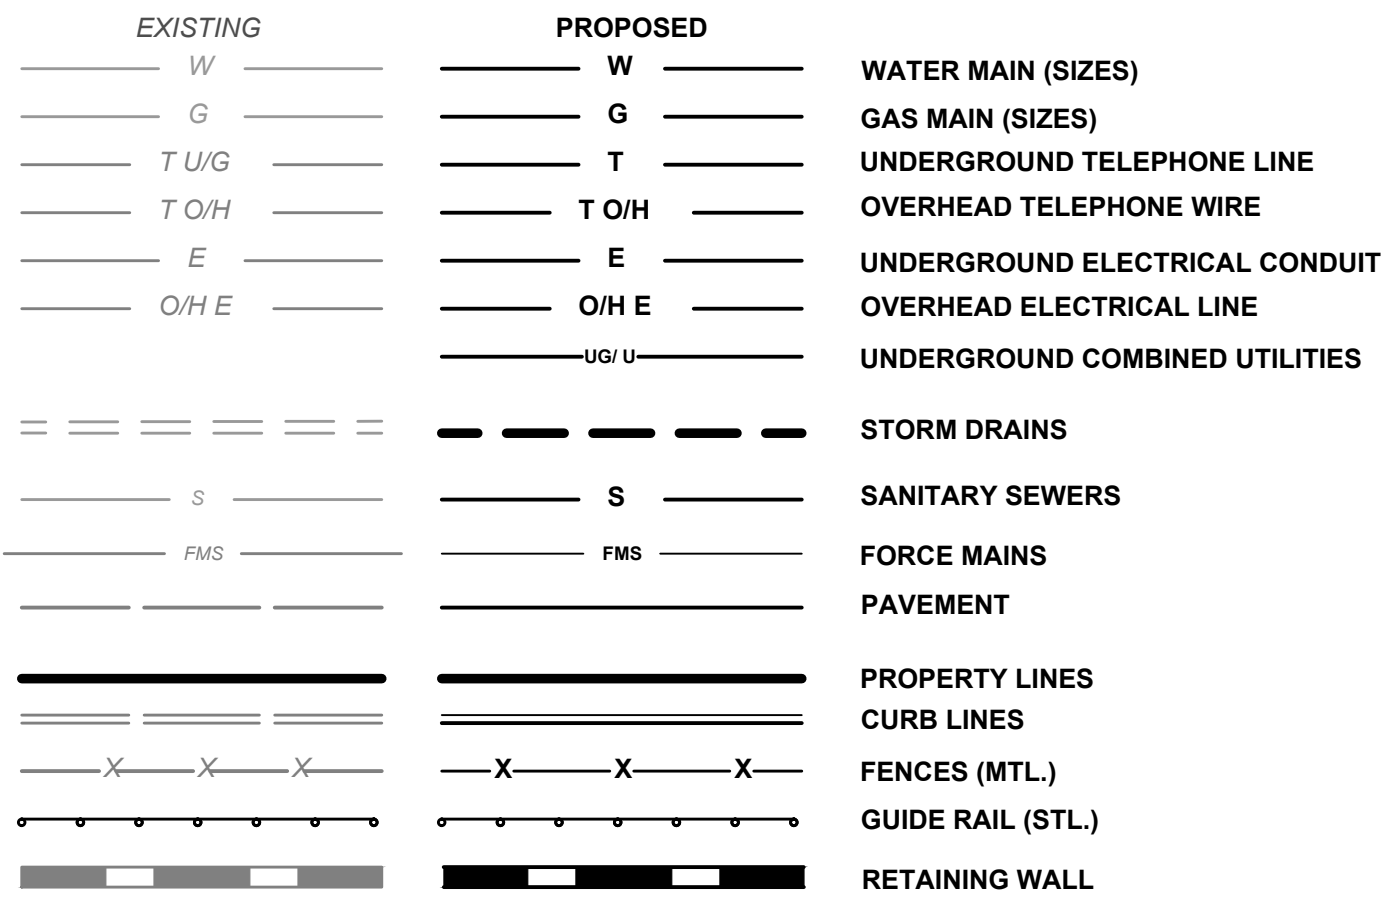 EXISTING PROPOSED
W W WATER MAIN (SIZES)
G G GAS MAIN (SIZES)
T U/G T UNDERGROUND TELEPHONE LINE
T O/H T O/H OVERHEAD TELEPHONE WIRE
E E UNDERGROUND ELECTRICAL CONDUIT
O/H E O/H E OVERHEAD ELECTRICAL LINE
UG/ U UNDERGROUND COMBINED UTILITIES
STORM DRAINS
S S SANITARY SEWERS
FMS FMS FORCE MAINS
PAVEMENT
PROPERTY LINES
CURB LINES
X X X X X X FENCES (MTL.)
GUIDE RAIL (STL.)
RETAINING WALL